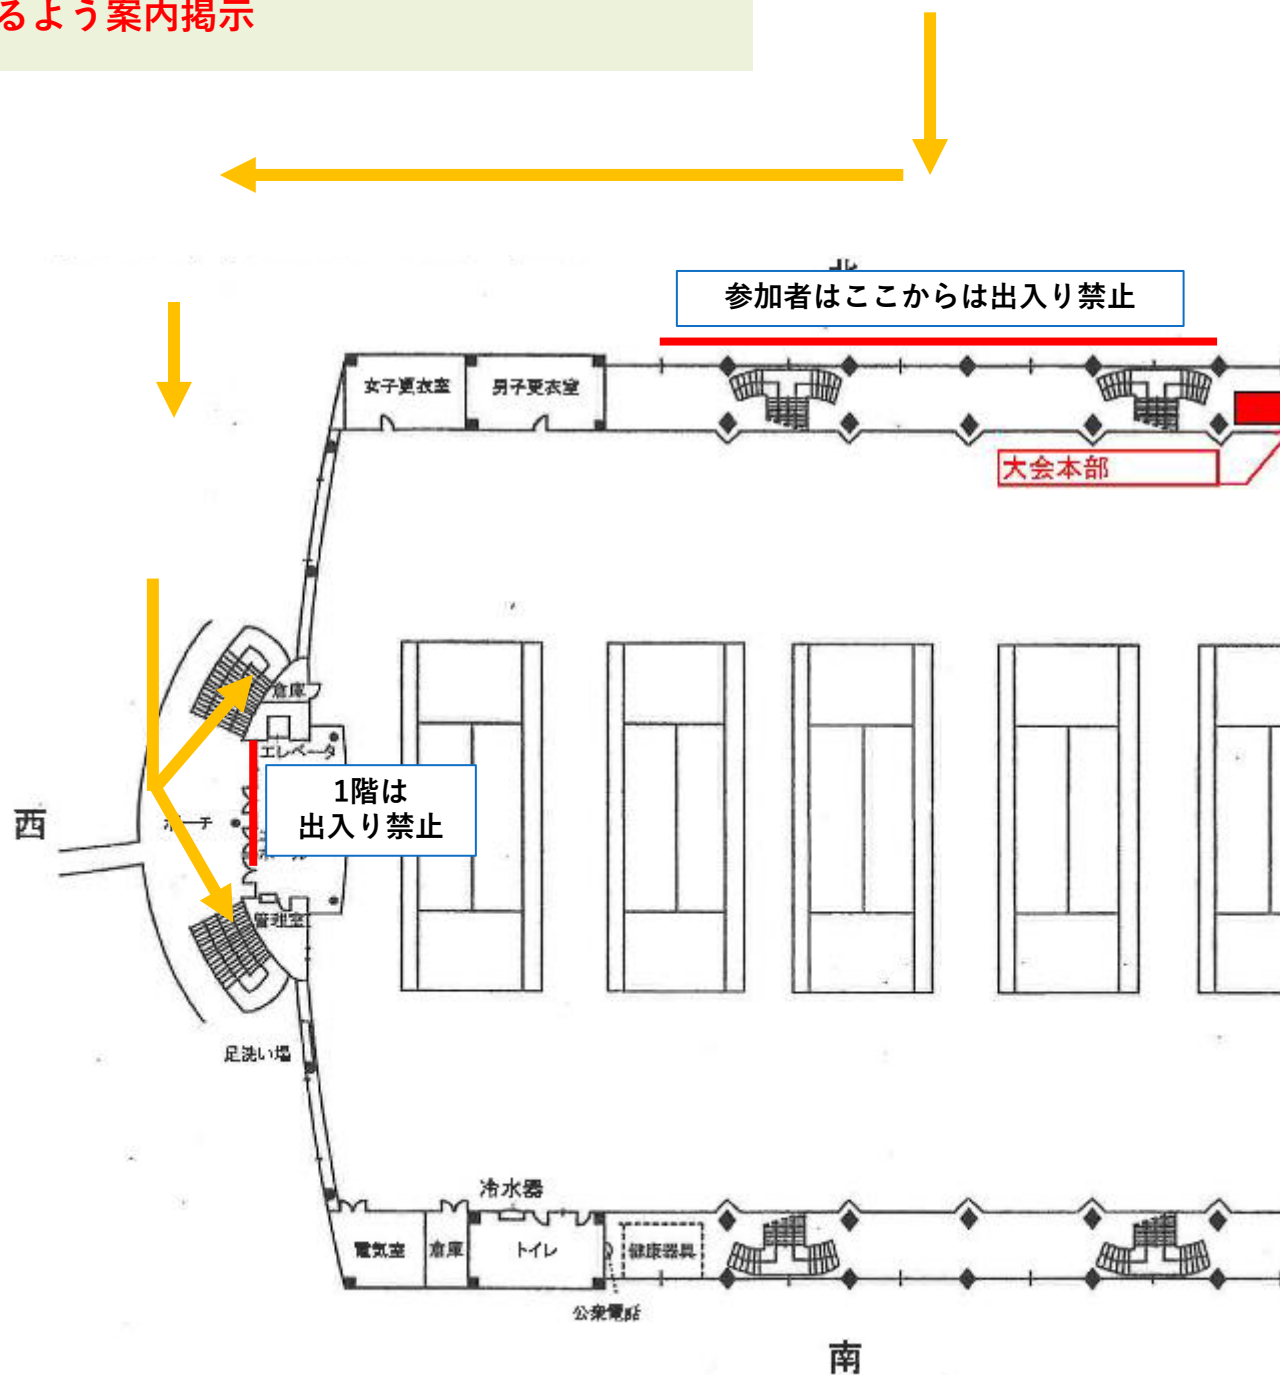 るよう案内掲示
北
参加者はここからは出入り禁止
女子更衣室
男子更衣室
大会本部
倉庫
エレベータ
1階は
出入り禁止
西
ポーチ
管理室
足洗い場
冷水器
電気室
倉庫
トイレ
健康器具
公衆電話
南